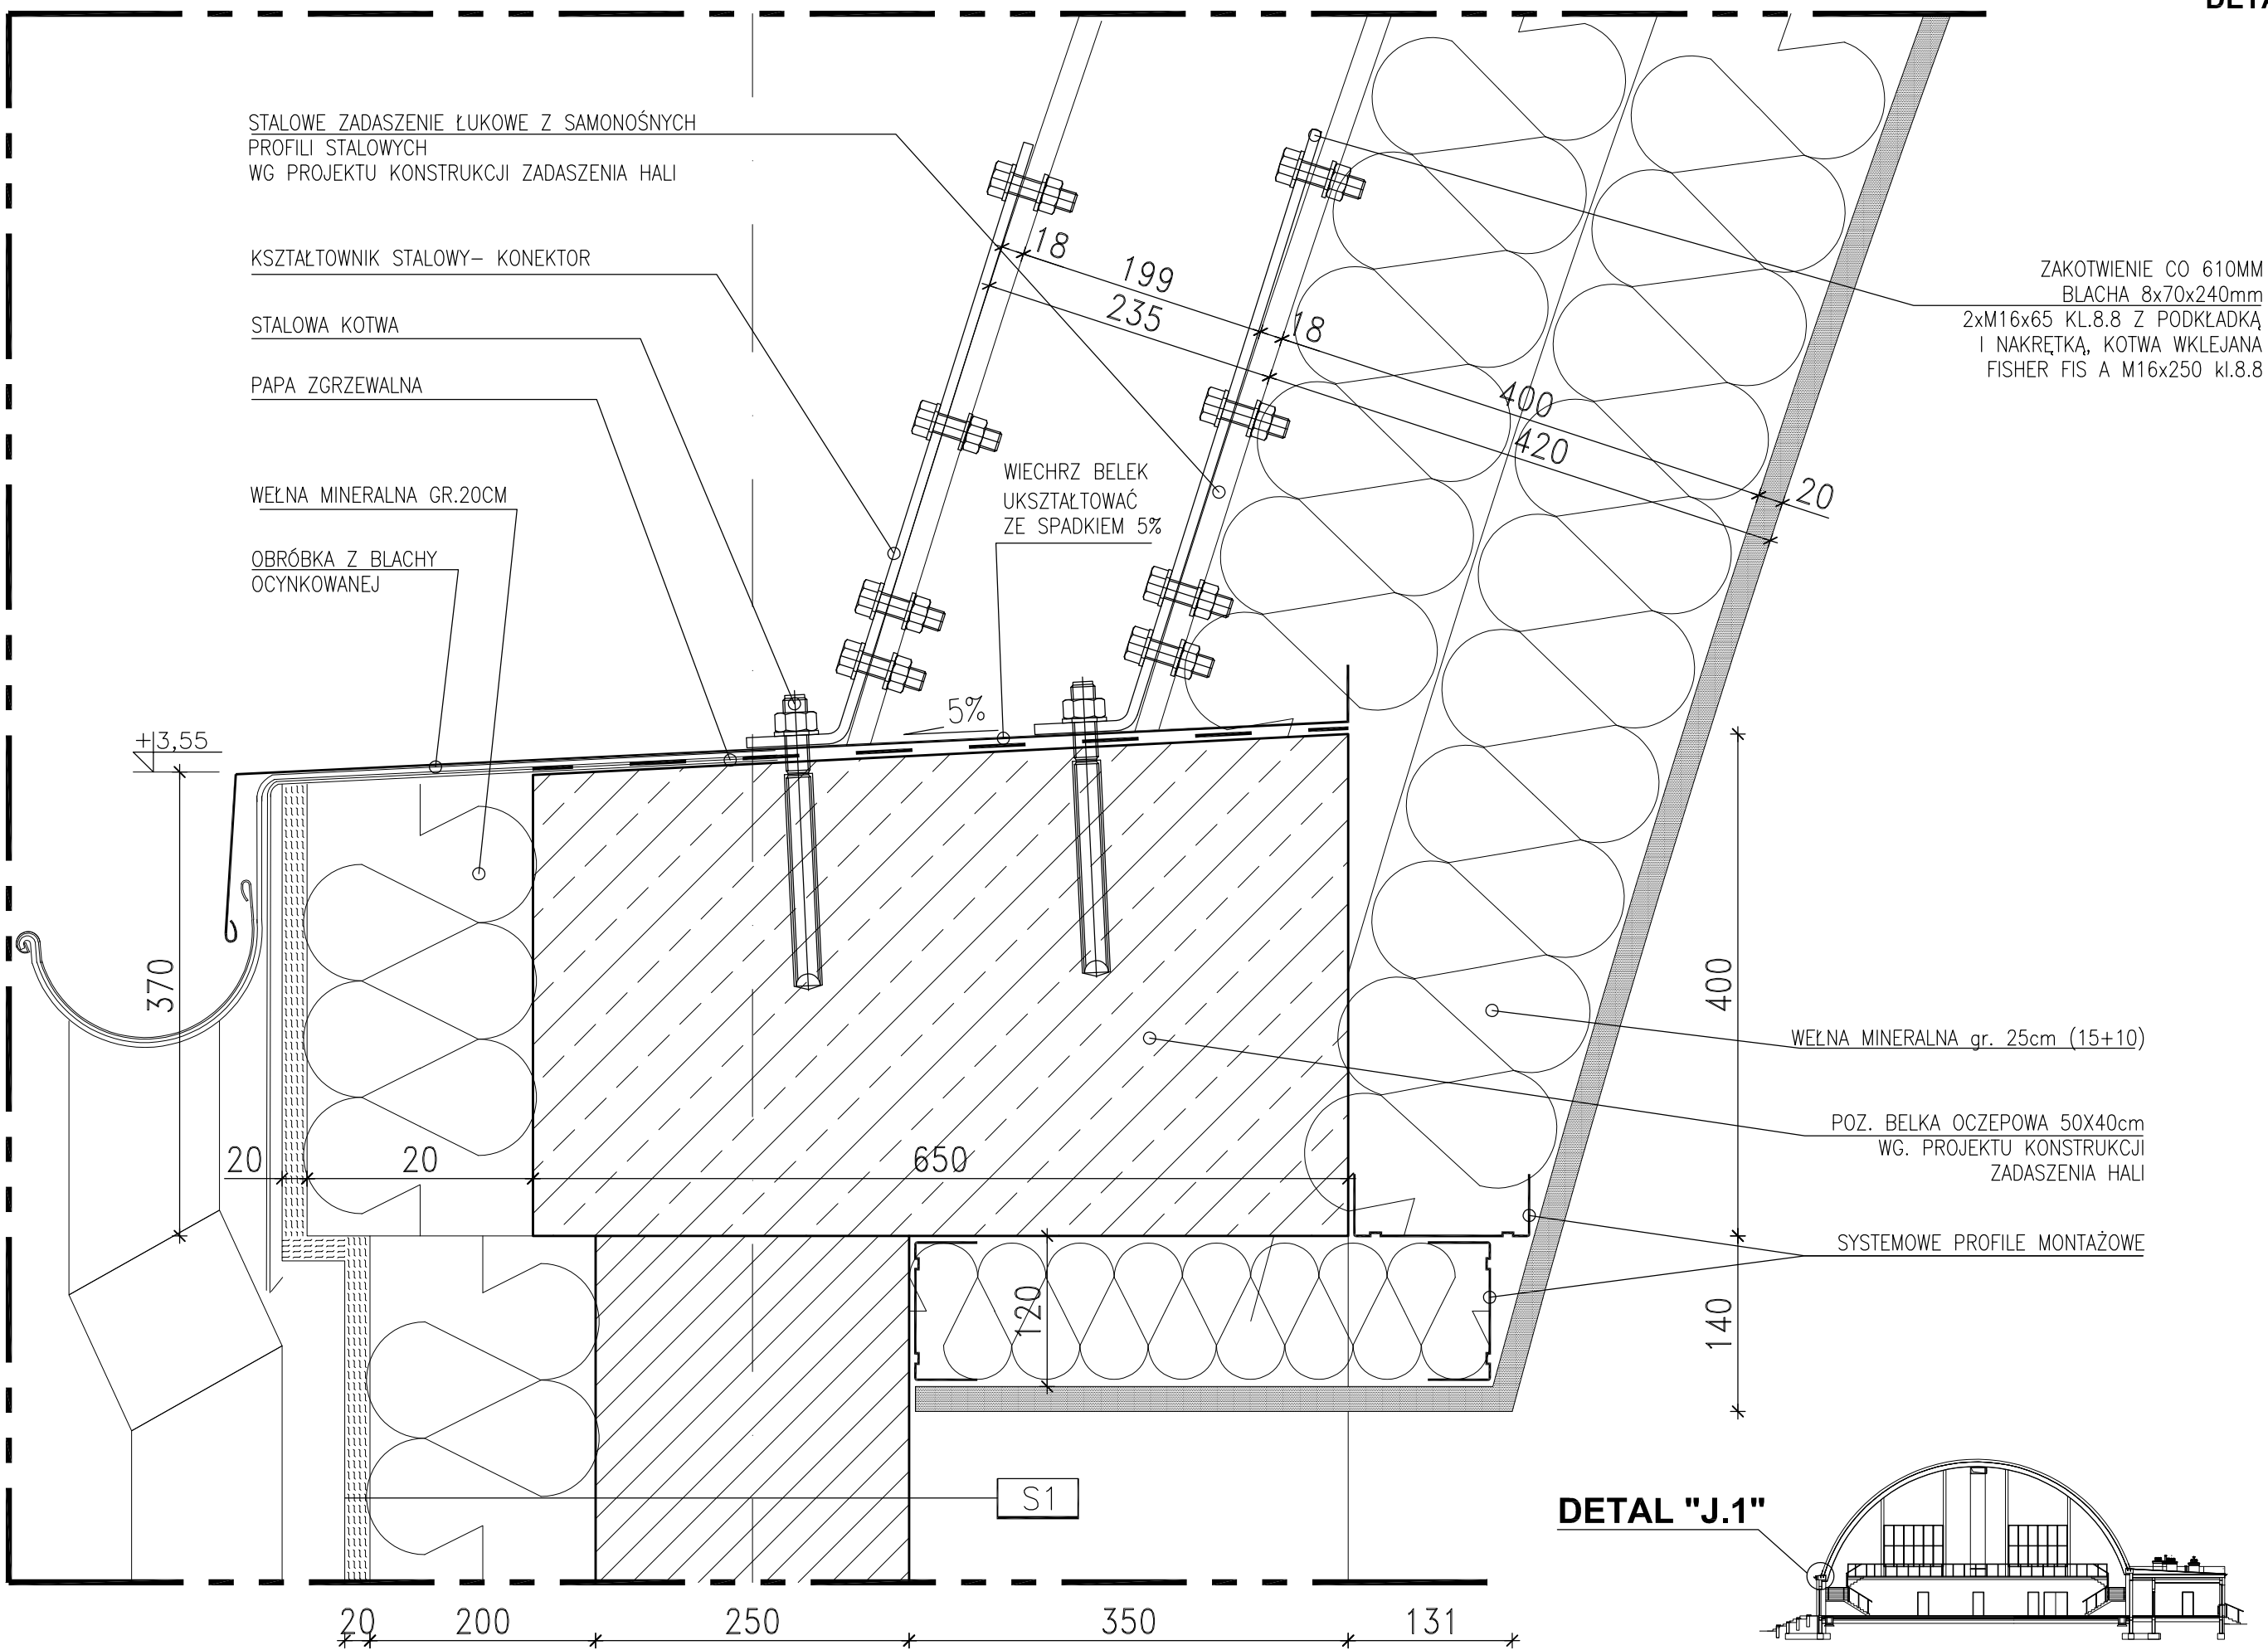 STALOWE ZADASZENIE ŁUKOWE Z SAMONOŚNYCH
PROFILI STALOWYCH
WG PROJEKTU KONSTRUKCJI ZADASZENIA HALI
KSZTAŁTOWNIK STALOWY– KONEKTOR
STALOWA KOTWA
PAPA ZGRZEWALNA
WEŁNA MINERALNA GR.20CM
OBRÓBKA Z BLACHY
OCYNKOWANEJ
WIECHRZ BELEK
UKSZTAŁTOWAĆ
ZE SPADKIEM 5%
ZAKOTWIENIE CO 610MM
BLACHA 8x70x240mm
2xM16x65 KL.8.8 Z PODKŁADKĄ
I NAKRĘTKĄ, KOTWA WKLEJANA
FISHER FIS A M16x250 kl.8.8
18
199
235
18
400
420
20
5%
+3,55
370
400
WEŁNA MINERALNA gr. 25cm (15+10)
POZ. BELKA OCZEPOWA 50X40cm
WG. PROJEKTU KONSTRUKCJI
ZADASZENIA HALI
20
20
650
SYSTEMOWE PROFILE MONTAŻOWE
120
140
S1
DETAL "J.1"
20
200
250
350
131